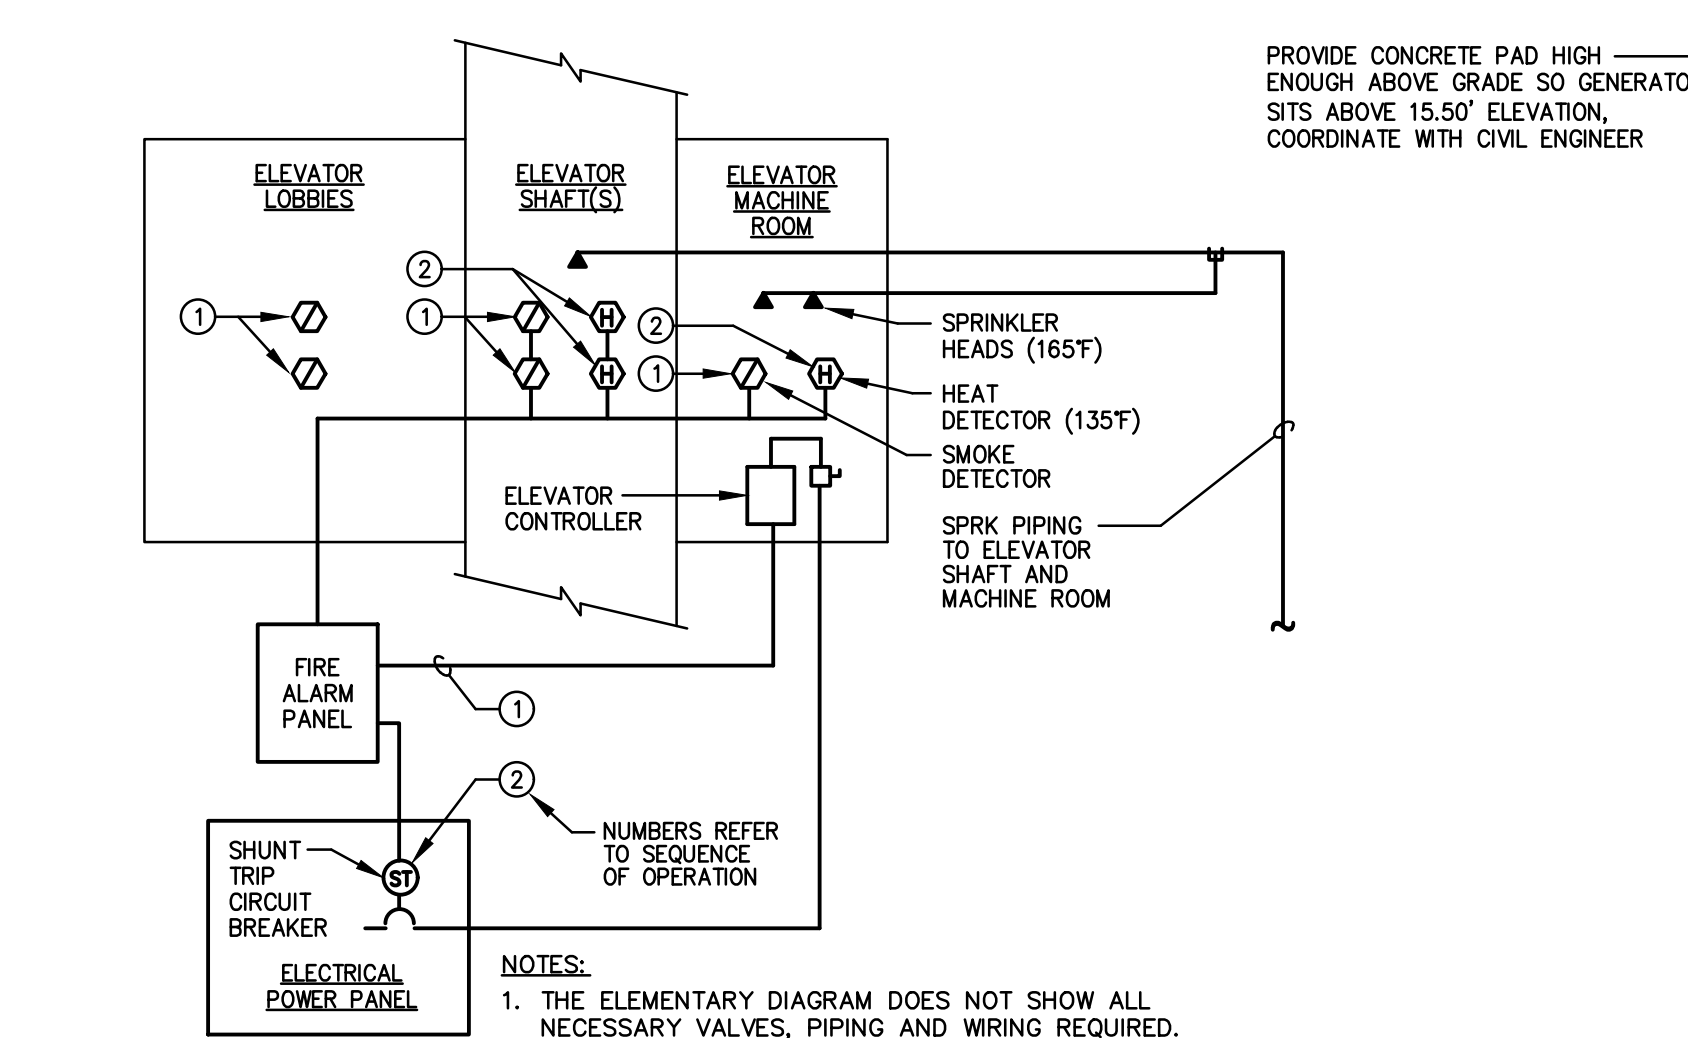 PROVIDE CONCRETE PAD HIGH
ENOUGH ABOVE GRADE SO GENERATO
SITS ABOVE 15.50' ELEVATION,
COORDINATE WITH CIVIL ENGINEER
ELEVATOR
LOBBIES
ELEVATOR
SHAFT(S)
ELEVATOR
MACHINE
ROOM
2
1
1
H
2
1
H
H
SPRINKLER
HEADS (165°F)
HEAT
DETECTOR (135°F)
SMOKE
DETECTOR
ELEVATOR
CONTROLLER
SPRK PIPING
TO ELEVATOR
SHAFT AND
MACHINE ROOM
FIRE
ALARM
PANEL
1
2
NUMBERS REFER
TO SEQUENCE
OF OPERATION
SHUNT
TRIP
CIRCUIT
BREAKER
ST
ELECTRICAL
POWER PANEL
NOTES:
1. THE ELEMENTARY DIAGRAM DOES NOT SHOW ALL
NECESSARY VALVES, PIPING AND WIRING REQUIRED.